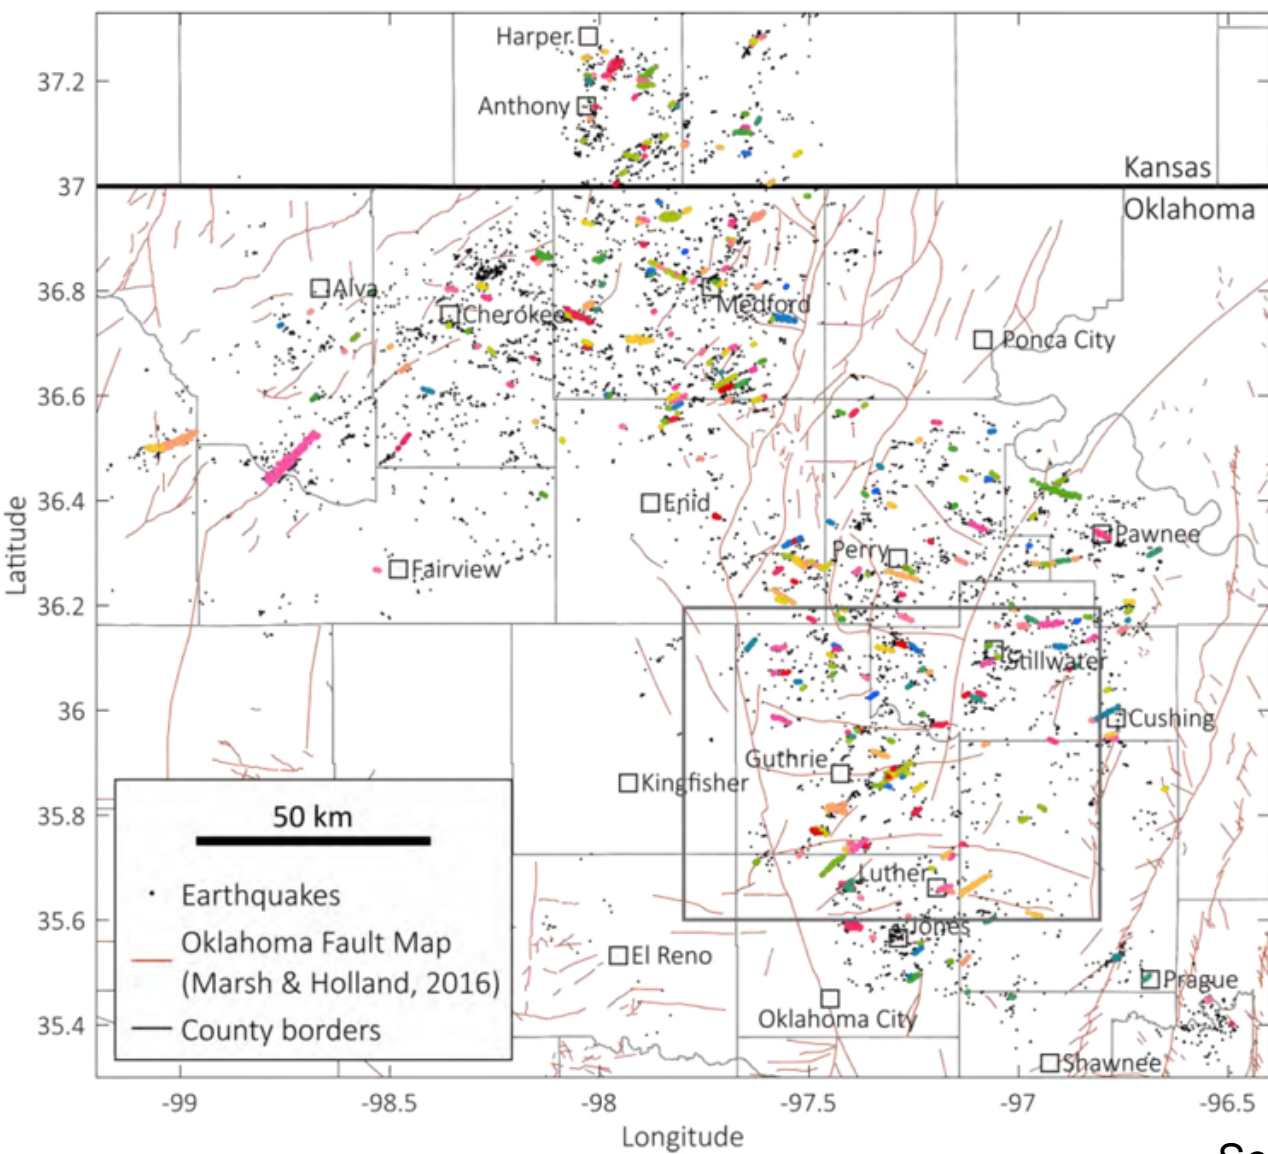 Harper
37.2
Anthony
Kansas
37
Oklahoma
36.8
Alva
Medford
Cherokee
Ponca City
36.6
Enid
36.4
Pawnee
Perry
Fairview
36.2
Stillwater
36
Cushing
Guthrie
Kingfisher
35.8
50 km
Luther
Earthquakes
35.6
Jones
Oklahoma Fault Map
(Marsh & Holland, 2016)
El Reno
Prague
35.4
Oklahoma City
County borders
Shawnee
Latitude
-99
-98.5
-98
-97.5
-97
-96.5
Longitude